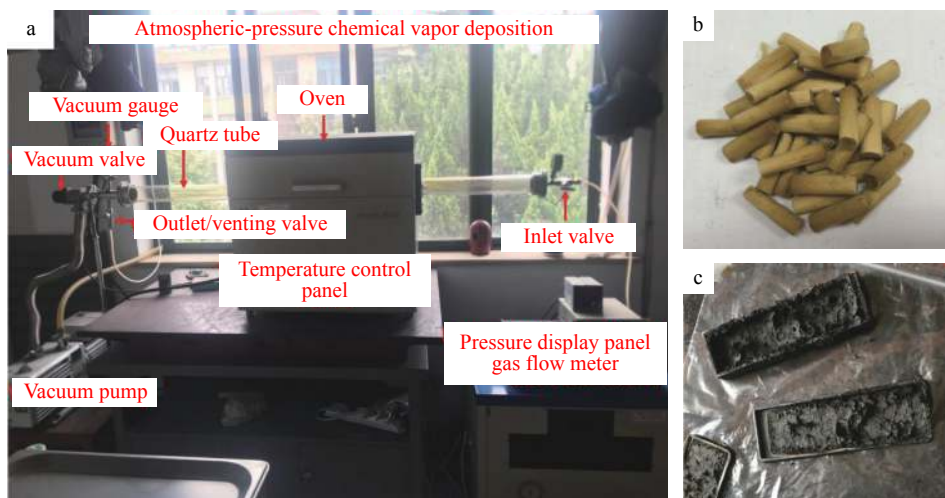 a
Atmospheric-pressure chemical vapor deposition
Vacuum gauge
Oven
Quartz tube
Vacuum valve
Outlet/venting valve
Inlet valve
Temperature control
panel
Pressure display panel
gas flow meter
Vacuum pump
b
c